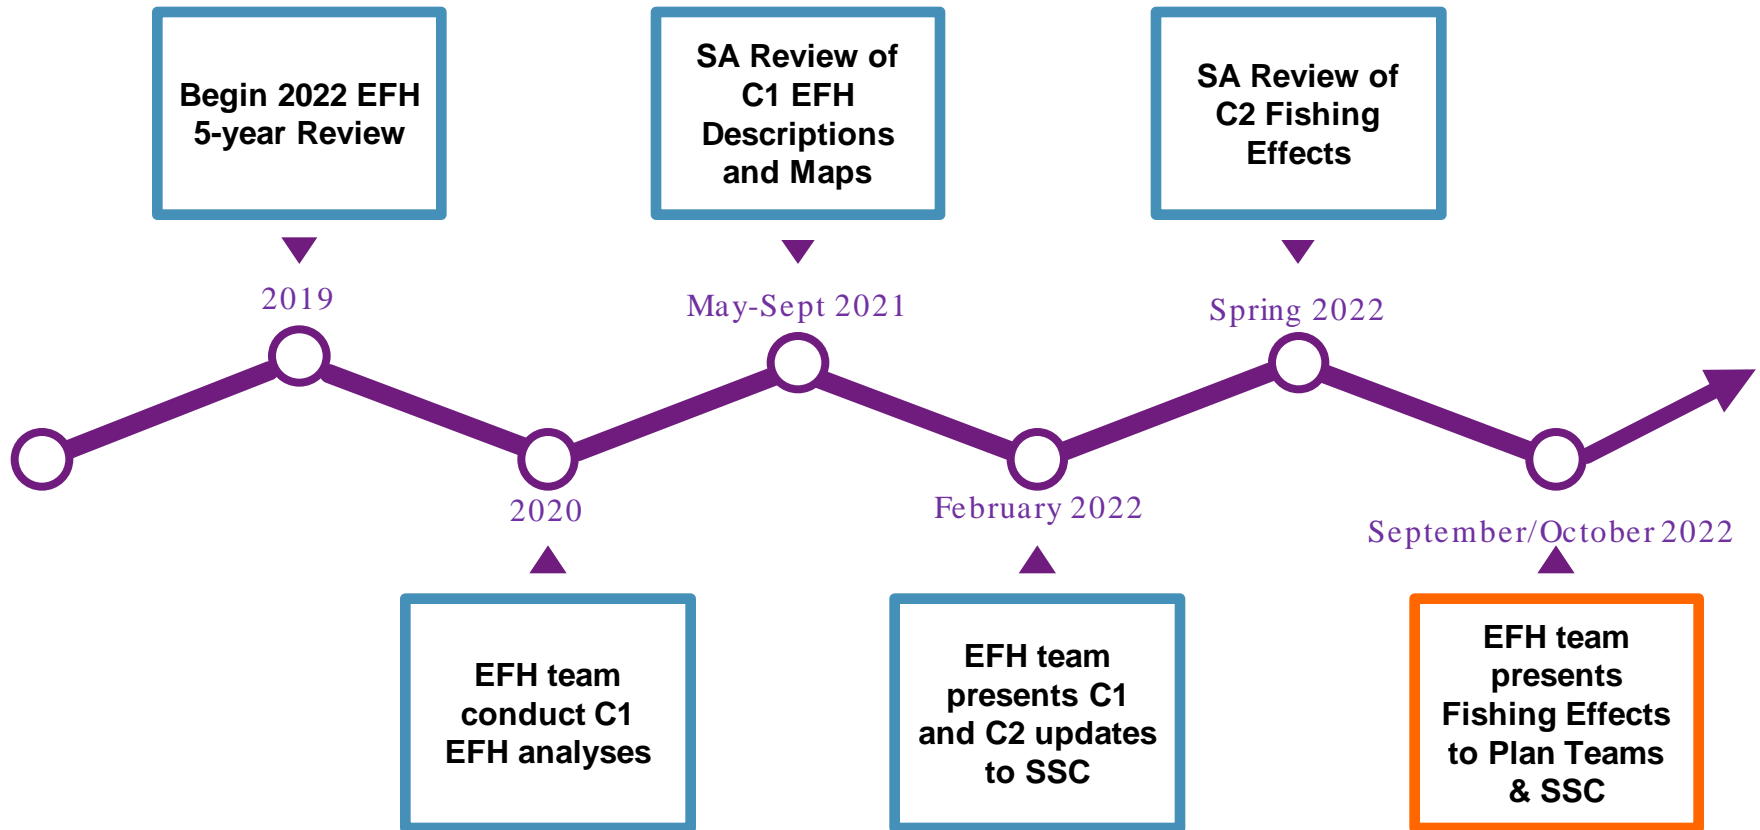 Begin 2022 EFH
5-year Review
SA Review of
C1 EFH
Descriptions
and Maps
SA Review of
C2 Fishing
Effects
2019
May-Sept 2021
Spring 2022
2020
February 2022
September/October 2022
EFH team
conduct C1
EFH analyses
EFH team
presents C1
and C2 updates
to SSC
EFH team
presents
Fishing Effects
to Plan Teams
& SSC